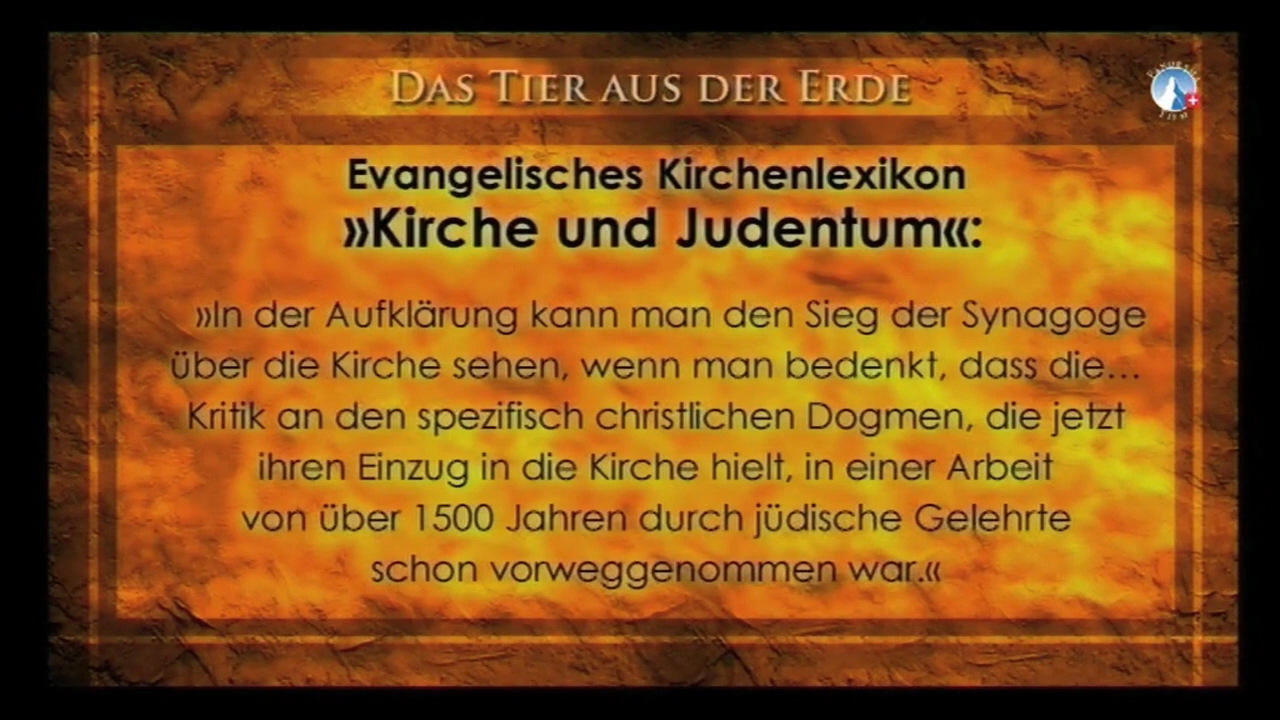 DAS TIER AUS DER ERDE
Evangelisches Kirchenlexikon
»Kirche und Judentum«:
»In der Aufklärung kann man den Sieg der Synagoge
über die Kirche sehen, wenn man bedenkt, dass die...
Kritik an den spezifisch christlichen Dogmen, die jetzt
ihren Einzug in die Kirche hielt, in einer Arbeit
von über 1500 Jahren durch jüdische Gelehrte
schon vorweggenommen war.«